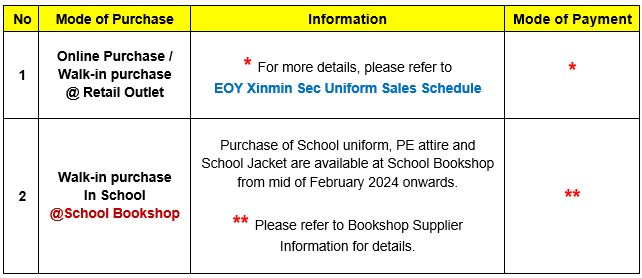 No Mode of Purchase Information Mode of Payment
1
Online Purchase /
Walk-in purchase
@ Retail Outlet
* For more details, please refer to
EOY Xinmin Sec Uniform Sales Schedule
*
2
Walk-in purchase
In School
@School Bookshop
Purchase of School uniform, PE attire and
School Jacket are available at School Bookshop
from mid of February 2024 onwards.
** Please refer to Bookshop Supplier
Information for details.
**